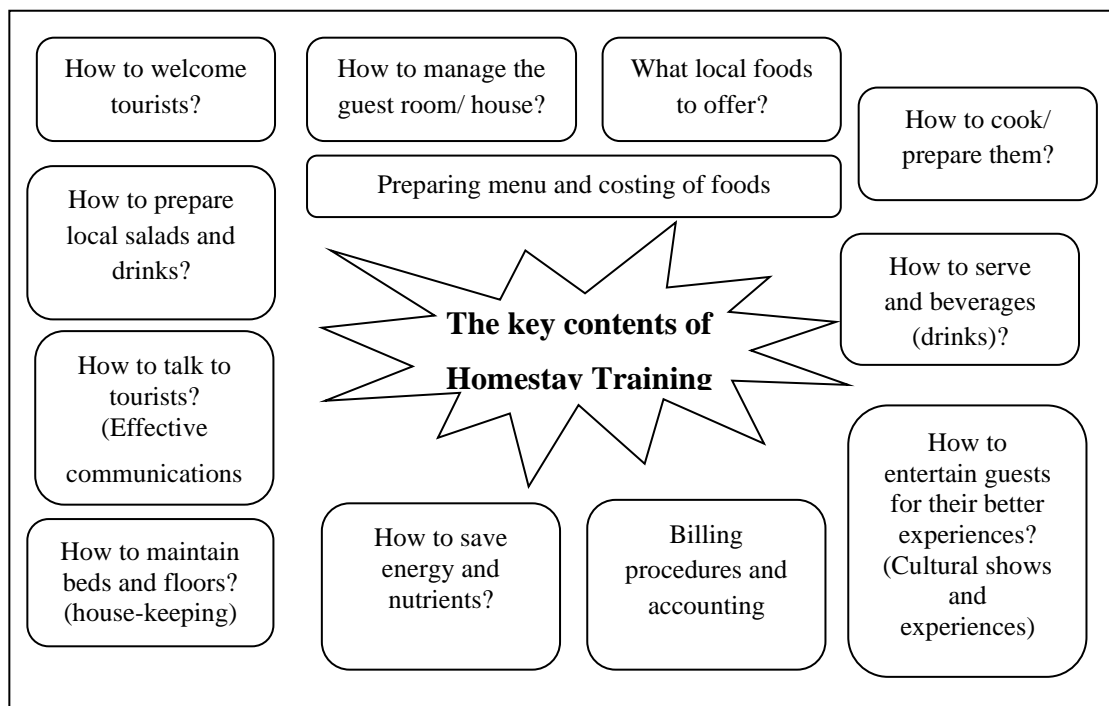 How to welcome
tourists?
How to manage the
guest room/ house?
What local foods
to offer?
How to cook/
prepare them?
Preparing menu and costing of foods
How to prepare
local salads and
drinks?
How to serve
and beverages
(drinks)?
The key contents of
Homestay Training
How to talk to
tourists?
(Effective
communications
How to entertain guests
for their better
experiences?
(Cultural shows
and
experiences)
How to maintain
beds and floors?
(house-keeping)
How to save
energy and
nutrients?
Billing
procedures and
accounting